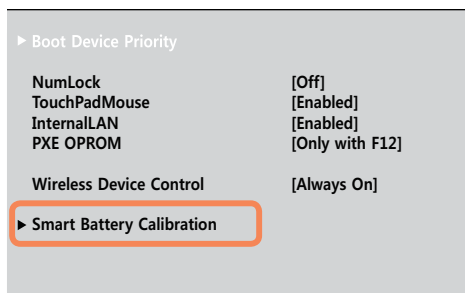 ▶ Boot Device Priority
NumLock [Off]
TouchPadMouse [Enabled]
InternalLAN [Enabled]
PXE OPROM [Only with F12]
Wireless Device Control [Always On]
▶ Smart Battery Calibration